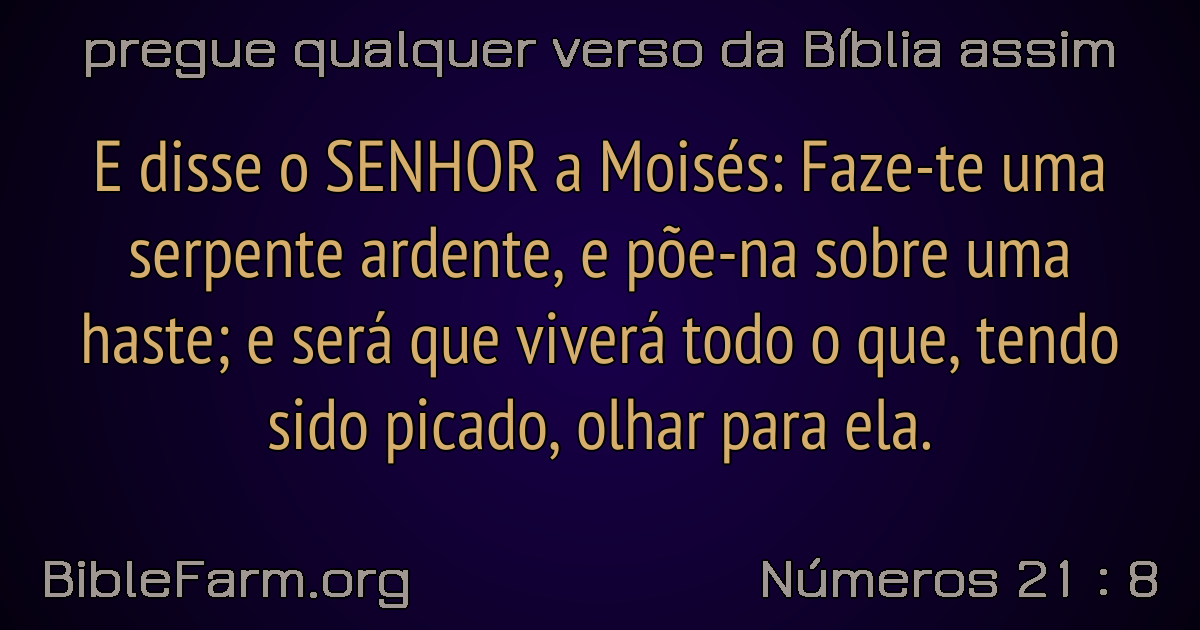 pregue qualquer verso da Bíblia assim
E disse o SENHOR a Moisés: Faze-te uma
serpente ardente, e põe-na sobre uma
haste; e será que viverá todo o que, tendo
sido picado, olhar para ela.
BibleFarm.org
Números 21 : 8